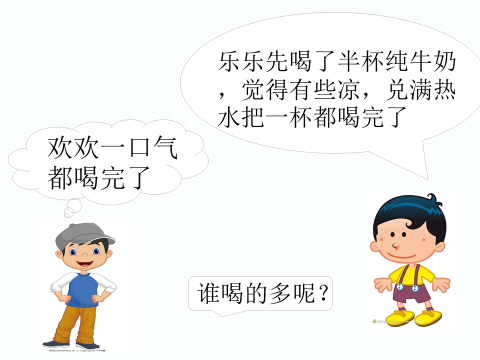 乐乐先喝了半杯纯牛奶
，觉得有些凉，兑满热
水把一杯都喝完了
欢欢一口气
都喝完了
谁喝的多呢？